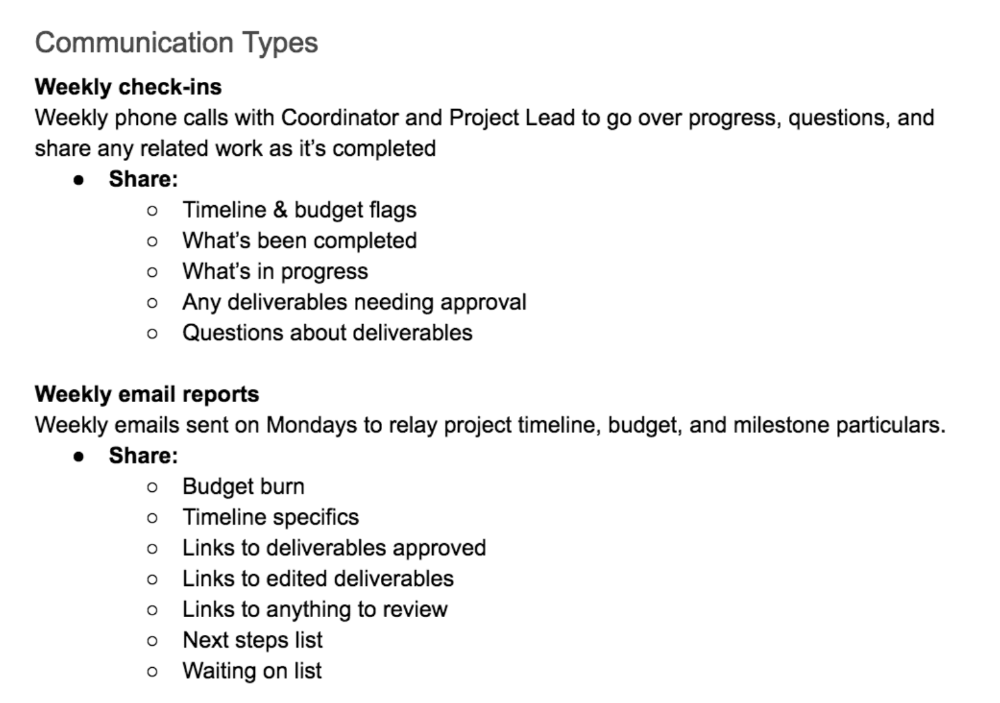 Communication Types
Weekly check-ins
Weekly phone calls with Coordinator and Project Lead to go over progress, questions, and
share any related work as it’s completed
● Share:
○ Timeline & budget flags
○ What’s been completed
○ What’s in progress
○ Any deliverables needing approval
○ Questions about deliverables
Weekly email reports
Weekly emails sent on Mondays to relay project timeline, budget, and milestone particulars.
● Share:
○ Budget burn
○ Timeline specifics
○ Links to deliverables approved
○ Links to edited deliverables
○ Links to anything to review
○ Next steps list
○ Waiting on list